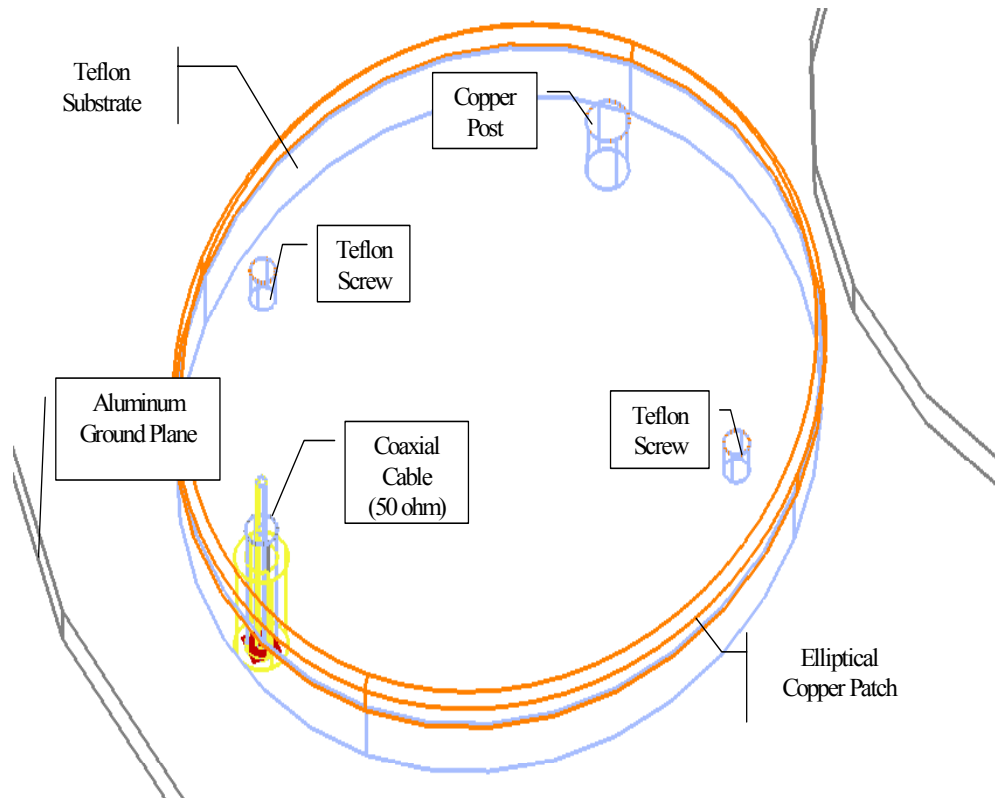 Teflon
Substrate
Copper
Post
Teflon
Screw
Aluminum
Ground Plane
Coaxial
Cable
(50 ohm)
Teflon
Screw
Elliptical
Copper Patch